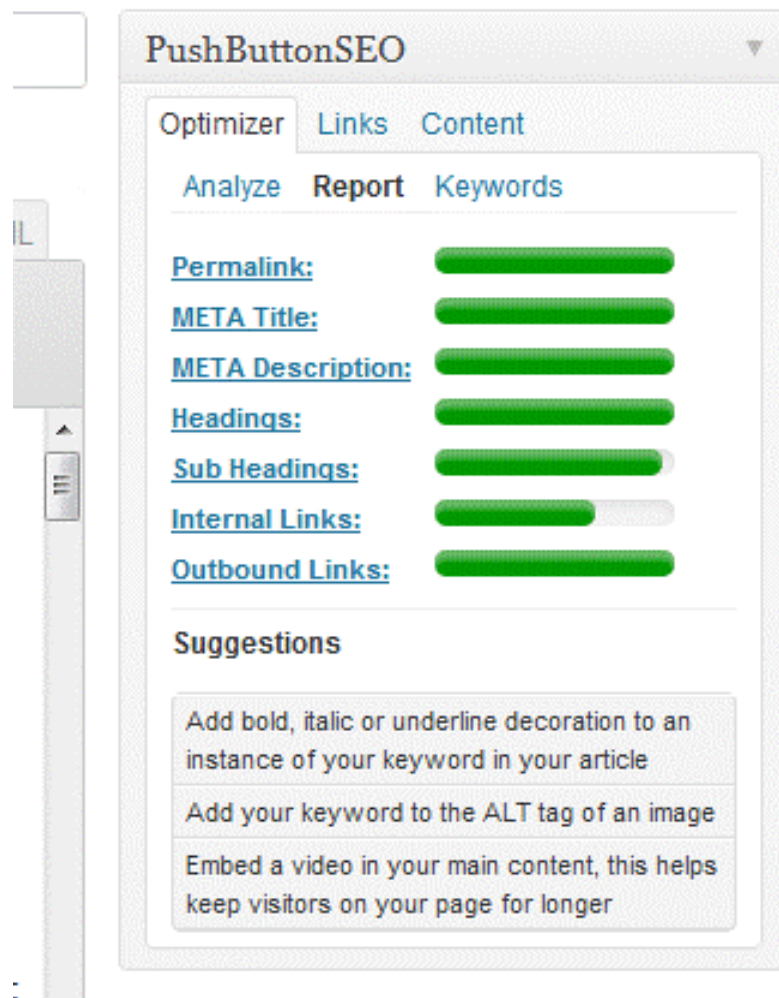 PushButtonSEO
Optimizer Links Content
Analyze Report Keywords
Permalink:
META Title:
META Description:
Headings:
Sub Headings:
Internal Links:
Outbound Links:
Suggestions
Add bold, italic or underline decoration to an
instance of your keyword in your article
Add your keyword to the ALT tag of an image
Embed a video in your main content, this helps
keep visitors on your page for longer